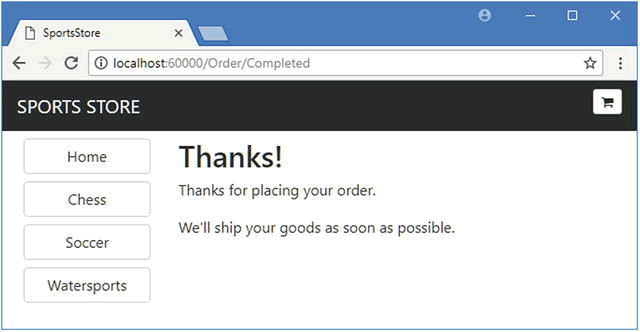 SportsStore
localhost:60000/Order/Completed
SPORTS STORE
Home
Chess
Soccer
Watersports
Thanks!
Thanks for placing your order.
We'll ship your goods as soon as possible.